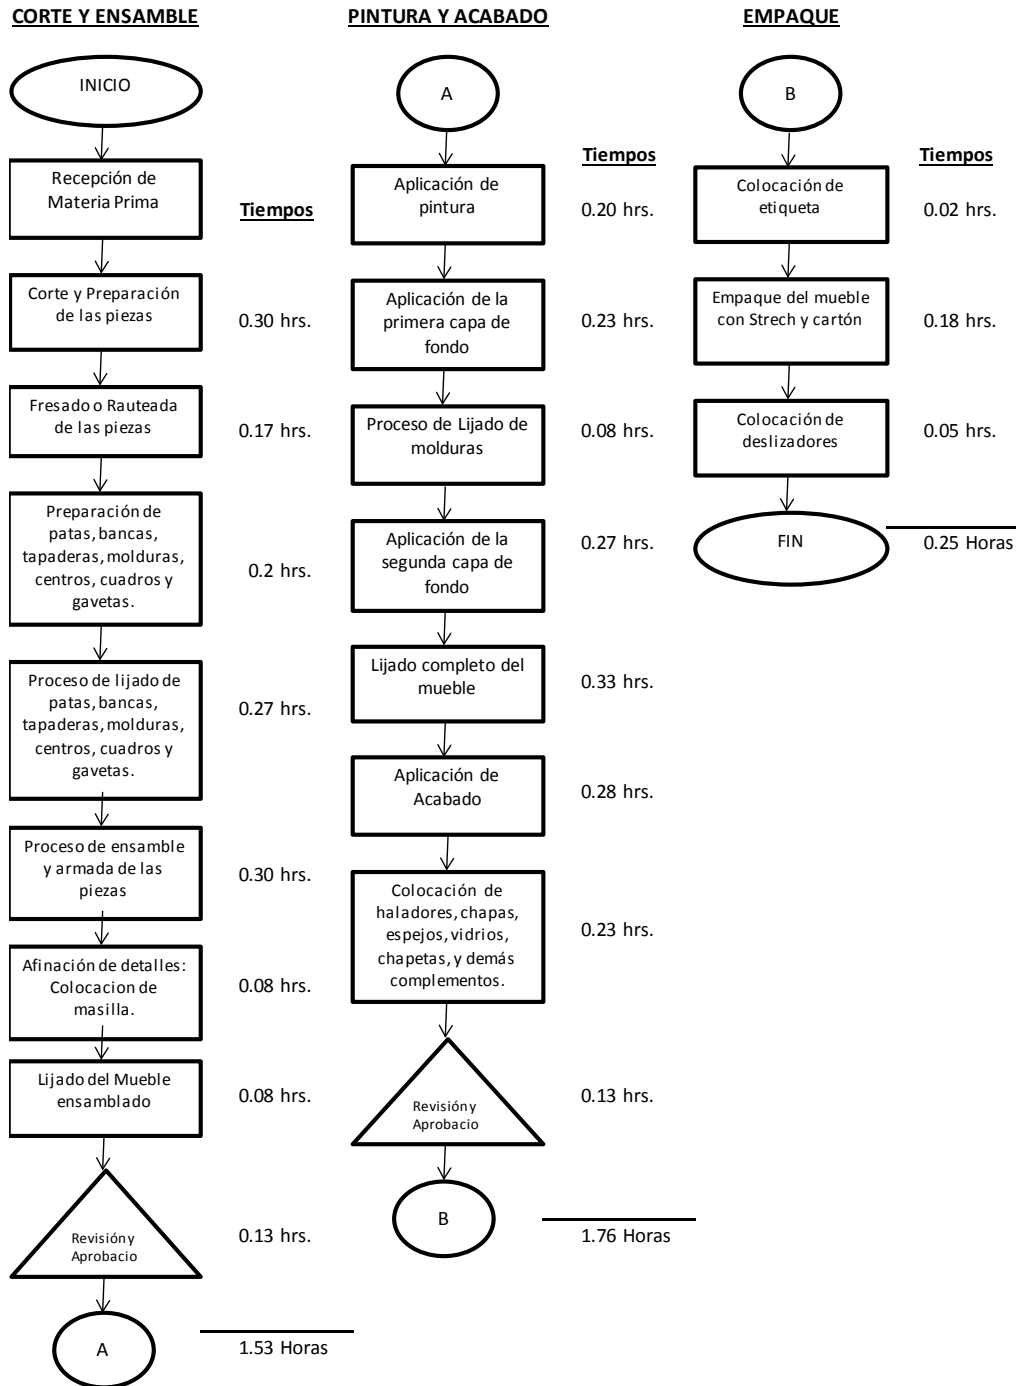 CORTE Y ENSAMBLE
INICIO
Recepción de
Materia Prima
Tiempos
Corte y Preparación
de las piezas
0.30 hrs.
Fresado o Rauteada
de las piezas
0.17 hrs.
Preparación de
patas, bancas,
tapaderas, molduras,
centros, cuadros y
gavetas.
0.2 hrs.
Proceso de lijado de
patas, bancas,
tapaderas, molduras,
centros, cuadros y
gavetas.
0.27 hrs.
Proceso de ensamble
y armada de las
piezas
0.30 hrs.
Afinación de detalles:
Colocacion de
masilla.
0.08 hrs.
Lijado del Mueble
ensamblado
0.08 hrs.
Revisión y
Aprobacio
0.13 hrs.
A
1.53 Horas
PINTURA Y ACABADO
A
Tiempos
Aplicación de
pintura
0.20 hrs.
Aplicación de la
primera capa de
fondo
0.23 hrs.
Proceso de Lijado de
molduras
0.08 hrs.
Aplicación de la
segunda capa de
fondo
0.27 hrs.
Lijado completo del
mueble
0.33 hrs.
Aplicación de
Acabado
0.28 hrs.
Colocación de
haladores, chapas,
espejos, vidrios,
chapetas, y demás
complementos.
0.23 hrs.
Revisión y
Aprobacio
0.13 hrs.
B
1.76 Horas
EMPAQUE
B
Tiempos
Colocación de
etiqueta
0.02 hrs.
Empaque del mueble
con Strech y cartón
0.18 hrs.
Colocación de
deslizadores
0.05 hrs.
FIN
0.25 Horas